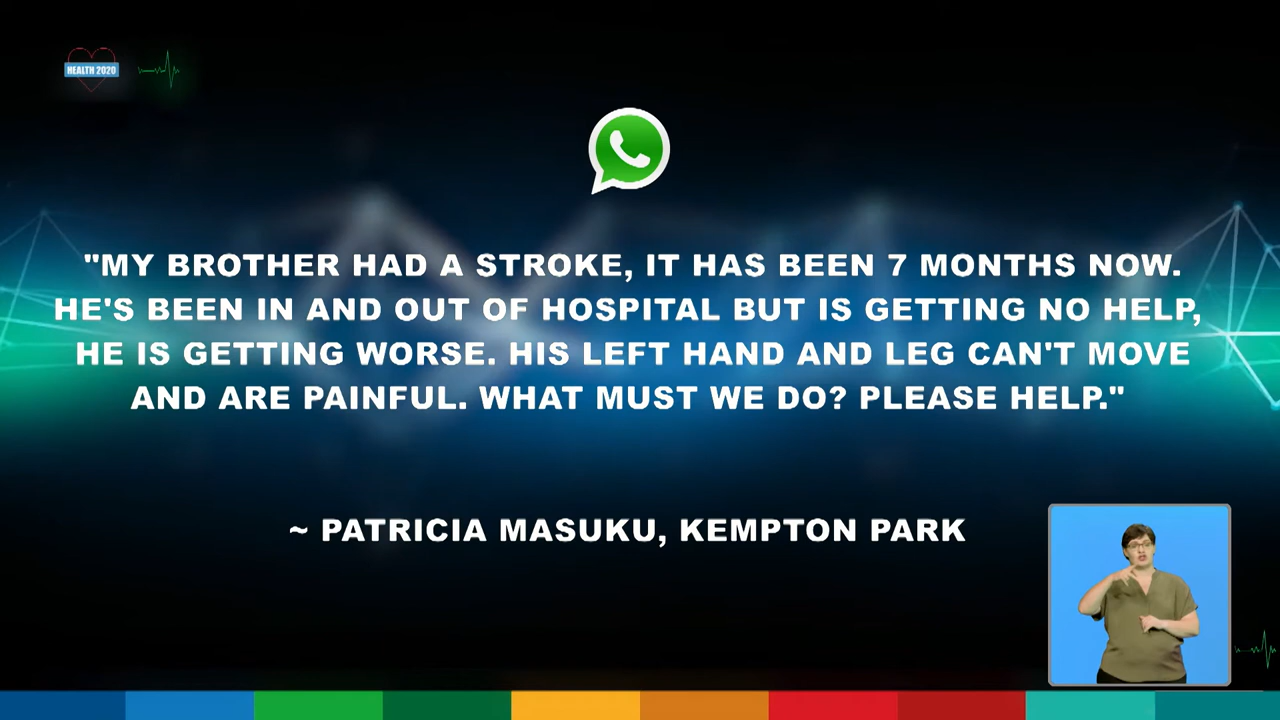 HEALTH 2020
"MY BROTHER HAD A STROKE, IT HAS BEEN 7 MONTHS NOW.
HE'S BEEN IN AND OUT OF HOSPITAL BUT IS GETTING NO HELP,
HE IS GETTING WORSE. HIS LEFT HAND AND LEG CAN'T MOVE
AND ARE PAINFUL. WHAT MUST WE DO? PLEASE HELP."
~ PATRICIA MASUKU, KEMPTON PARK